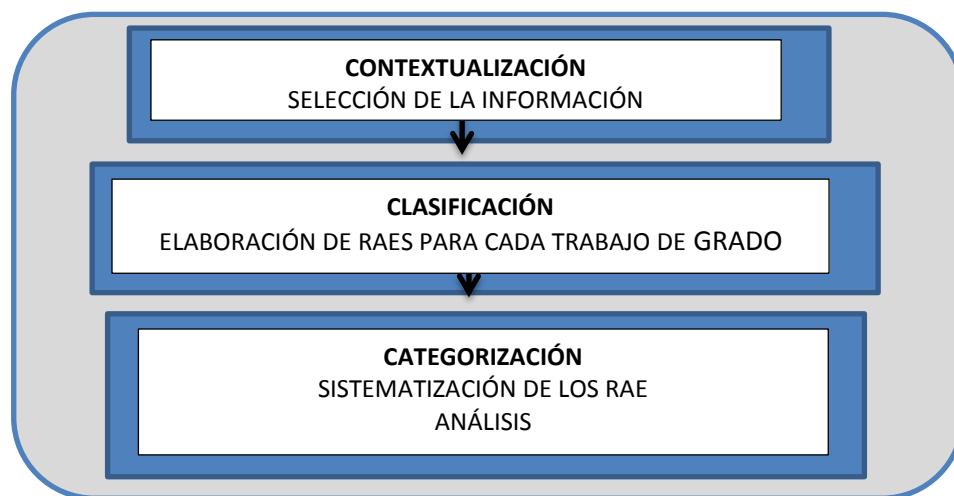 CONTEXTUALIZACIÓN
SELECCIÓN DE LA INFORMACIÓN
CLASIFICACIÓN
ELABORACIÓN DE RAES PARA CADA TRABAJO DE GRADO
CATEGORIZACIÓN
SISTEMATIZACIÓN DE LOS RAE
ANÁLISIS